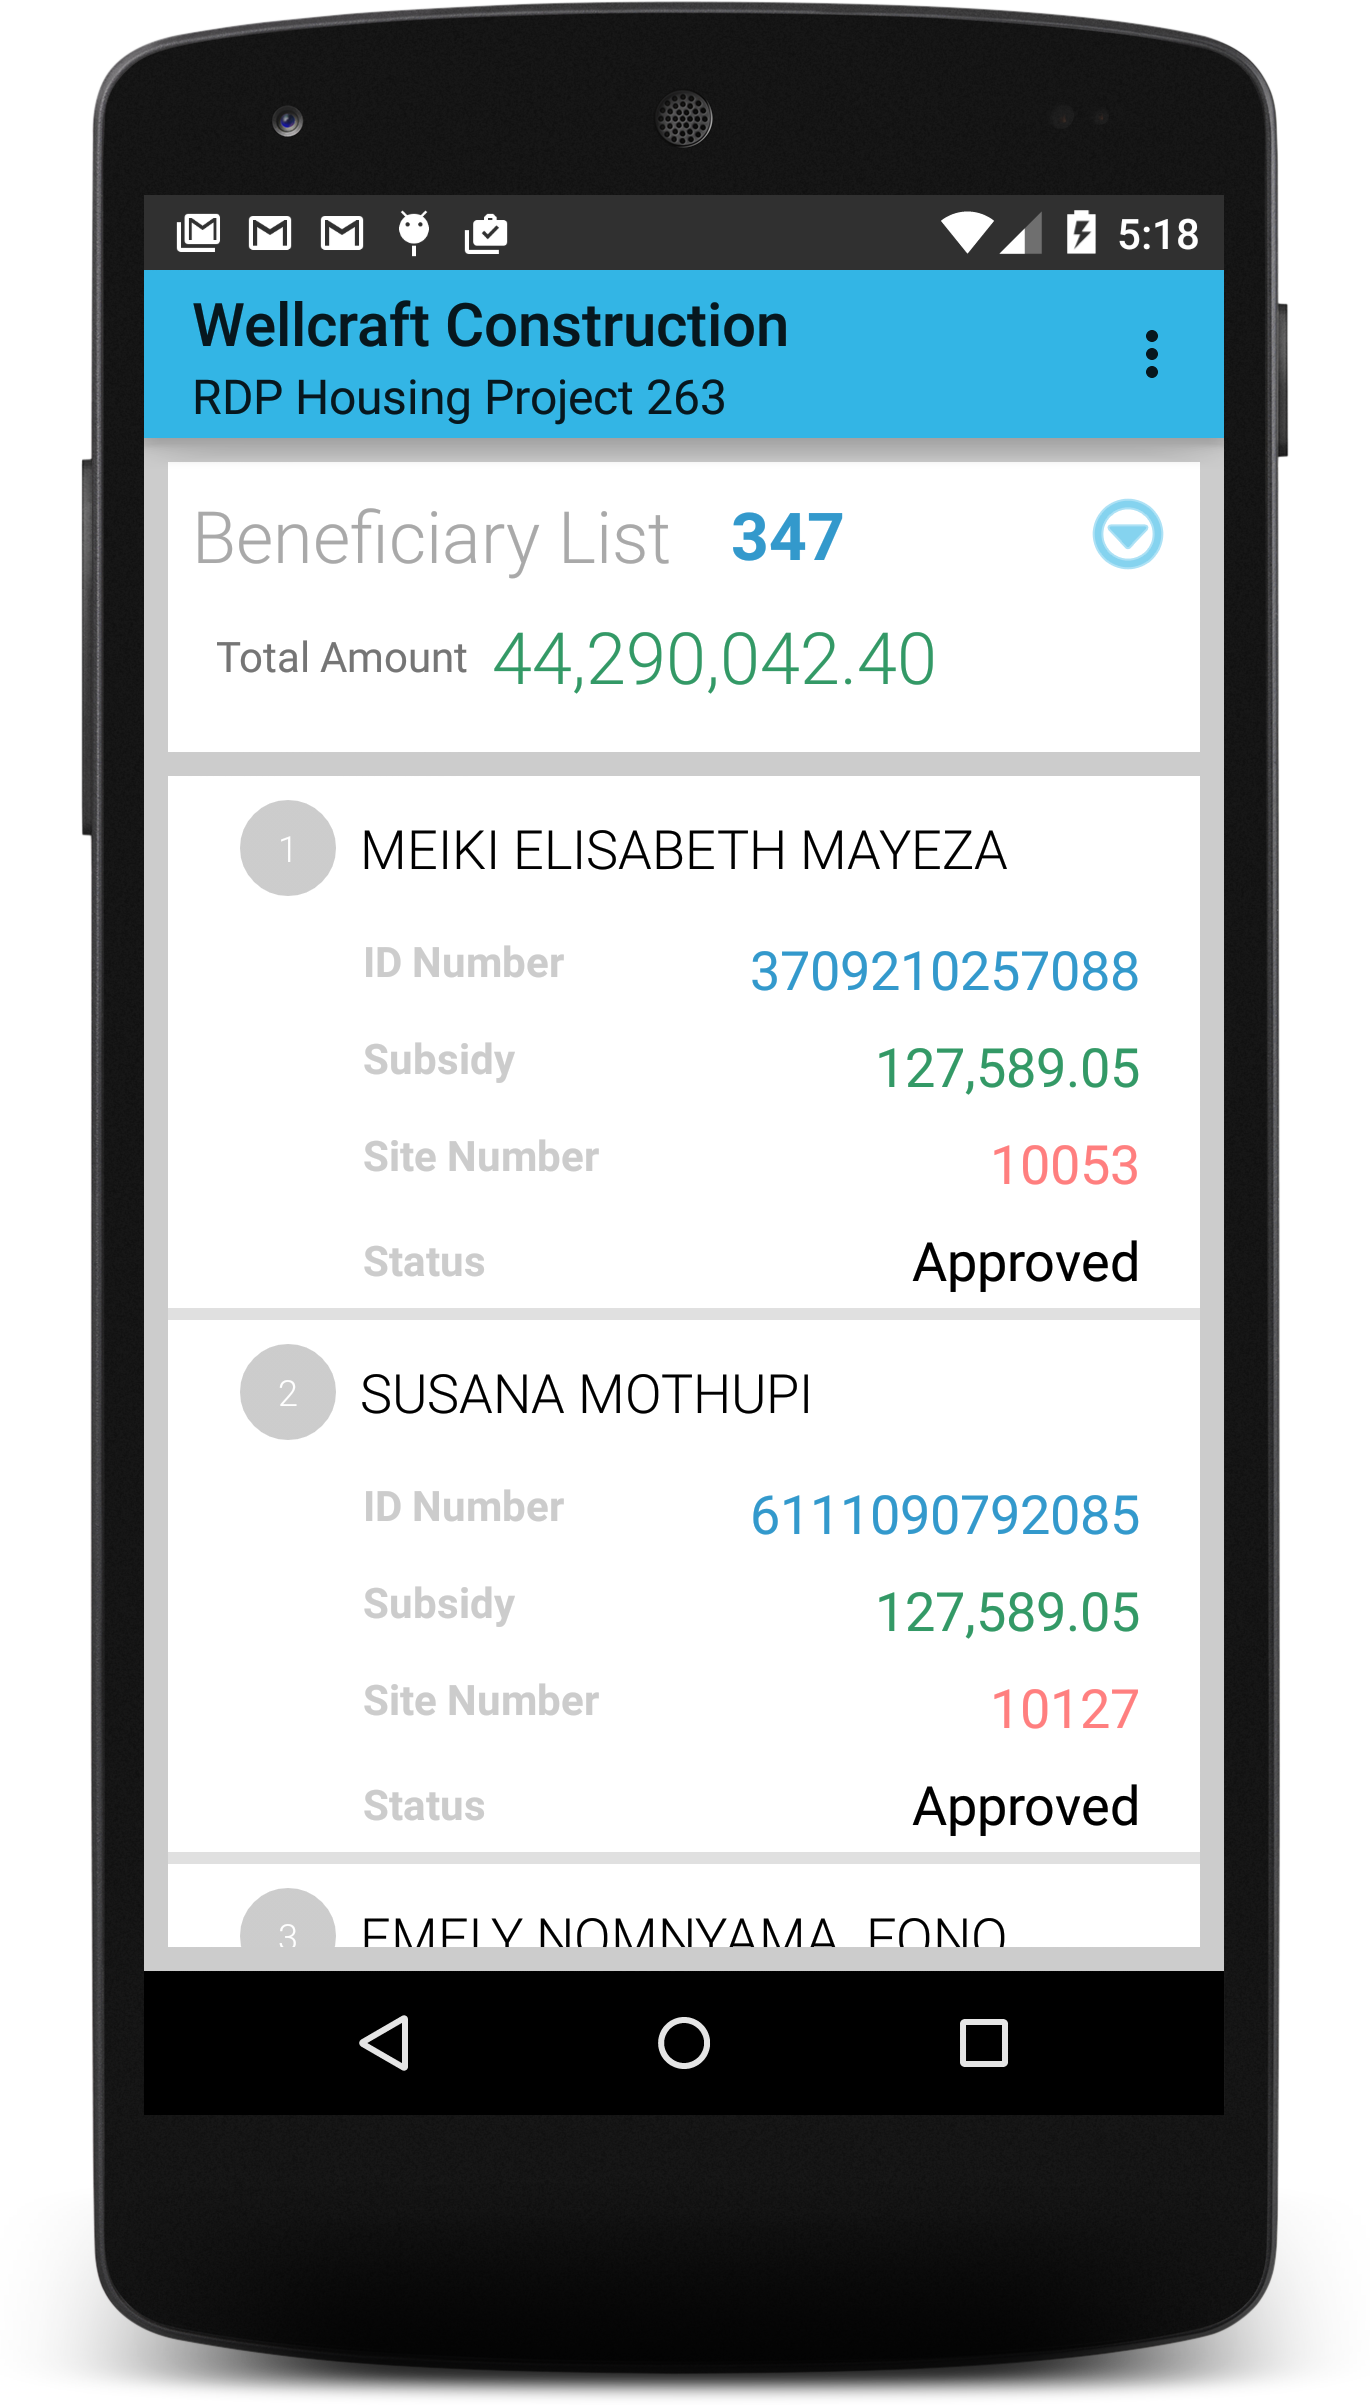 5:18
Wellcraft Construction
RDP Housing Project 263
Beneficiary List 347
Total Amount 44,290,042.40
1 MEIKI ELISABETH MAYEZA
ID Number 3709210257088
Subsidy 127,589.05
Site Number 10053
Status Approved
2 SUSANA MOTHUPI
ID Number 6111090792085
Subsidy 127,589.05
Site Number 10127
Status Approved
3 EMELY NOMNYAMA